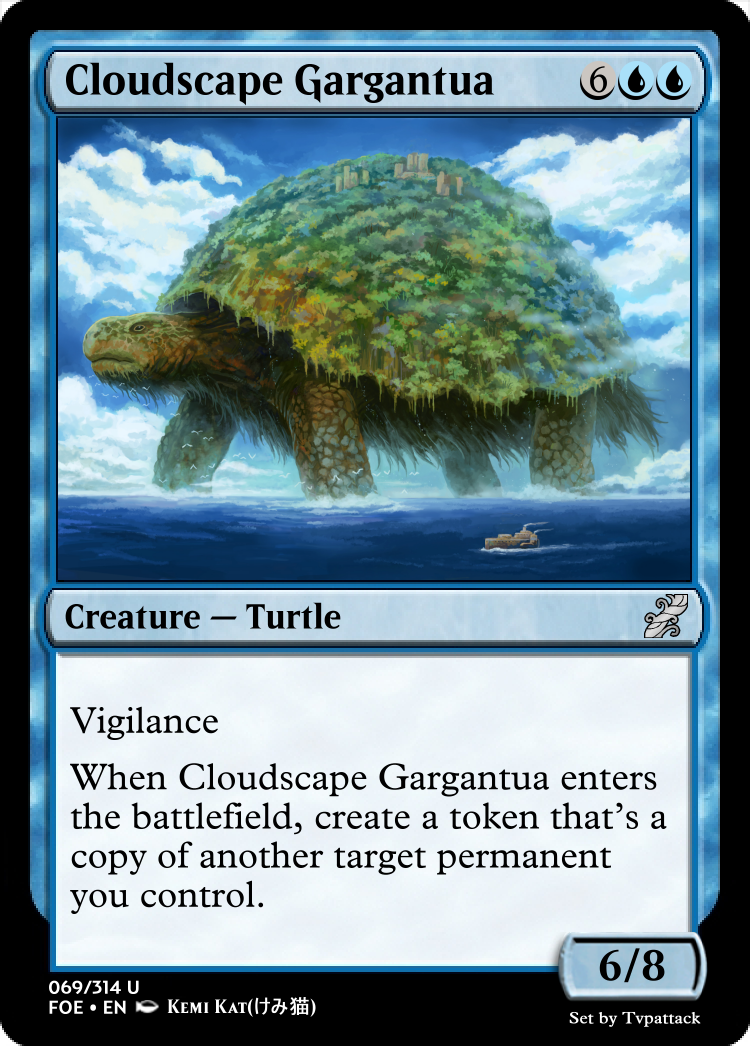 Cloudscape Gargantua 6
Creature — Turtle
Vigilance
When Cloudscape Gargantua enters
the battlefield, create a token that's a
copy of another target permanent
you control.
6/8
069/314 U
FOE • EN Kemi Kat(けみ猫)
Set by Tvpattack